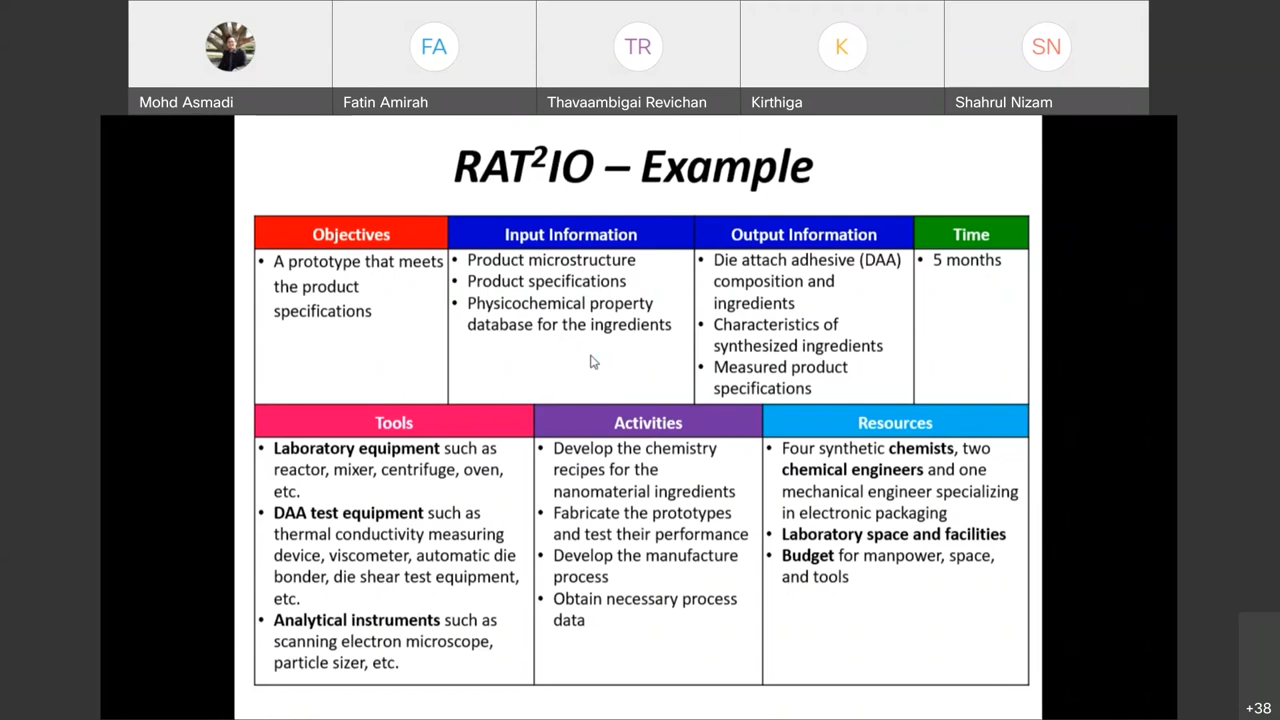 FA
TR
K
SN
Mohd Asmadi
Fatin Amirah
Thavaambigai Revichan
Kirthiga
Shahrul Nizam
RAT²IO – Example
Objectives
Input Information
Output Information
Time
• A prototype that meets
the product
specifications
• Product microstructure
• Product specifications
• Physicochemical property
database for the ingredients
• Die attach adhesive (DAA)
composition and
ingredients
• Characteristics of
synthesized ingredients
• Measured product
specifications
• 5 months
Tools
Activities
Resources
• Laboratory equipment such as
reactor, mixer, centrifuge, oven,
etc.
• DAA test equipment such as
thermal conductivity measuring
device, viscometer, automatic die
bonder, die shear test equipment,
etc.
• Analytical instruments such as
scanning electron microscope,
particle sizer, etc.
• Develop the chemistry
recipes for the
nanomaterial ingredients
• Fabricate the prototypes
and test their performance
• Develop the manufacture
process
• Obtain necessary process
data
• Four synthetic chemists, two
chemical engineers and one
mechanical engineer specializing
in electronic packaging
• Laboratory space and facilities
• Budget for manpower, space,
and tools
+38